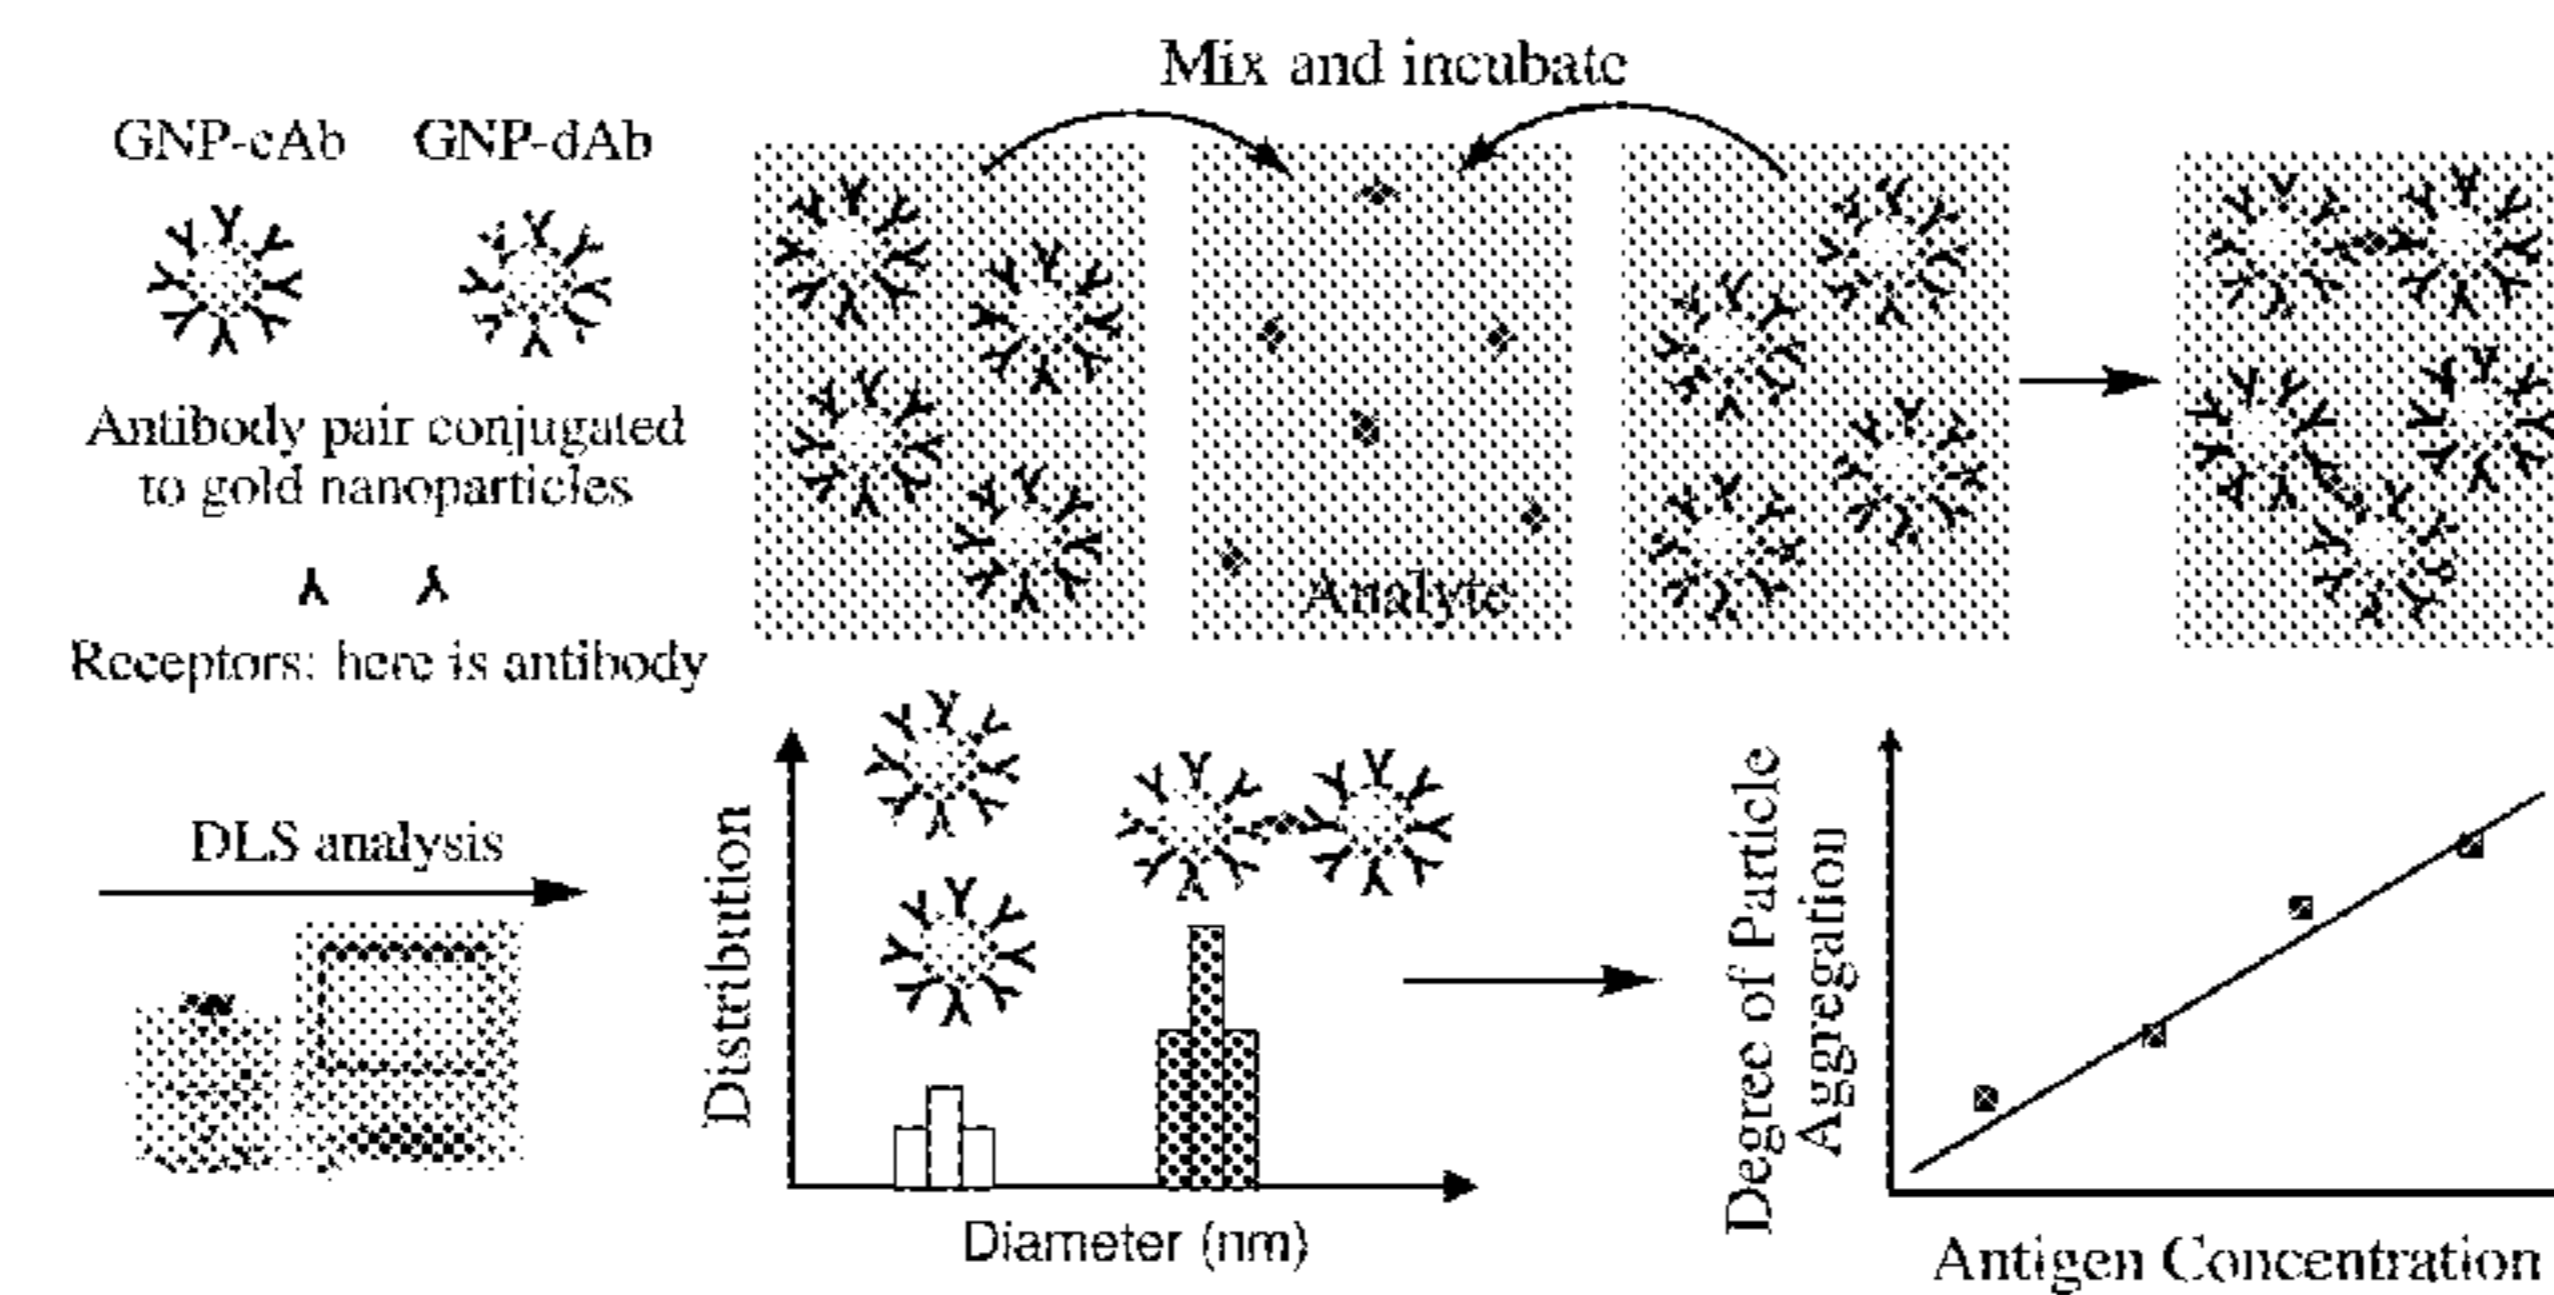 Mix and incubate
GNP-cAb
GNP-dAb
Antibody pair conjugated
to gold nanoparticles
Receptors: here is antibody
Analyte
DLS analysis
Distribution
Diameter (nm)
Degree of Particle
Aggregation
Antigen Concentration